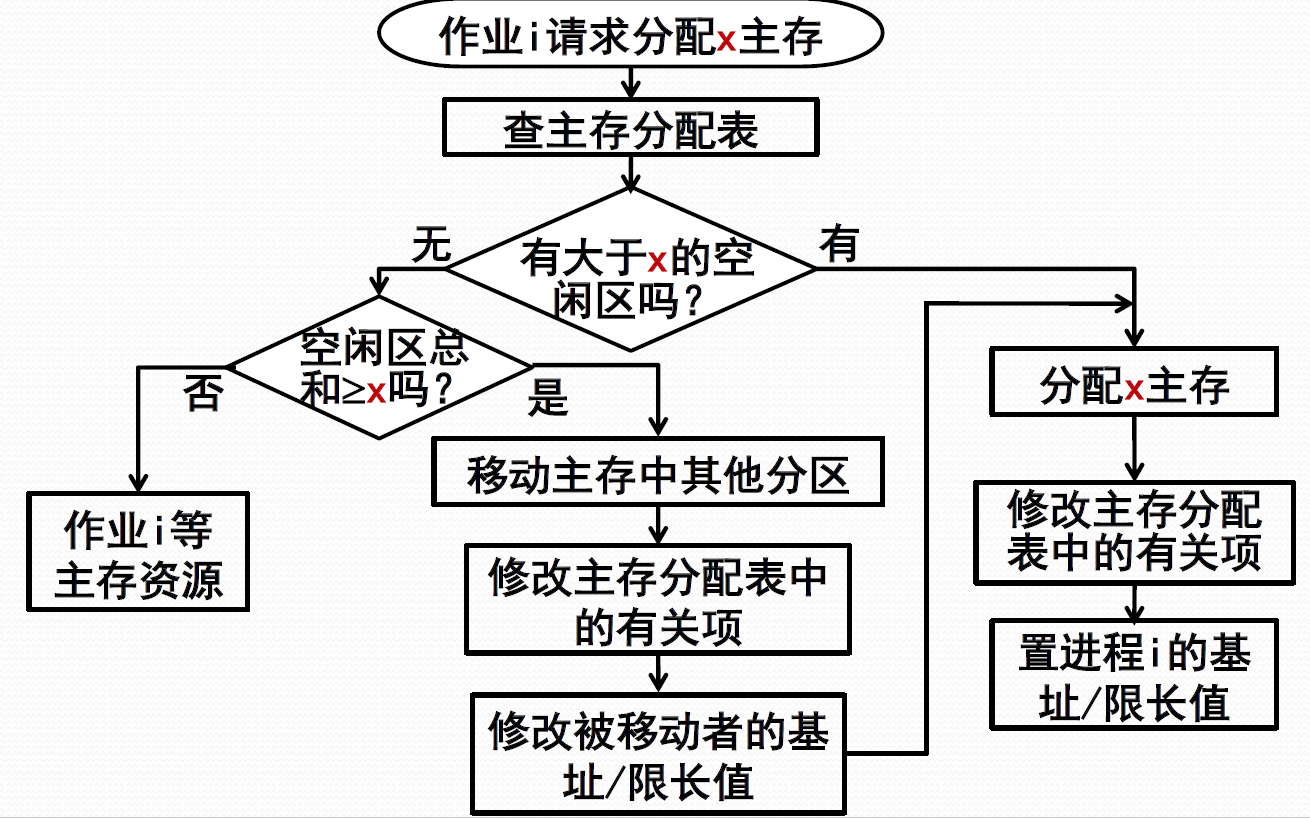 作业i请求分配x主存
查主存分配表
无
有大于x的空
闲区吗?
有
空闲区总
和≥x吗?
否
是
分配x主存
移动主存中其他分区
作业i等
主存资源
修改主存分配
表中的有关项
修改主存分配表中
的有关项
置进程i的基
址/限长值
修改被移动者的基
址/限长值